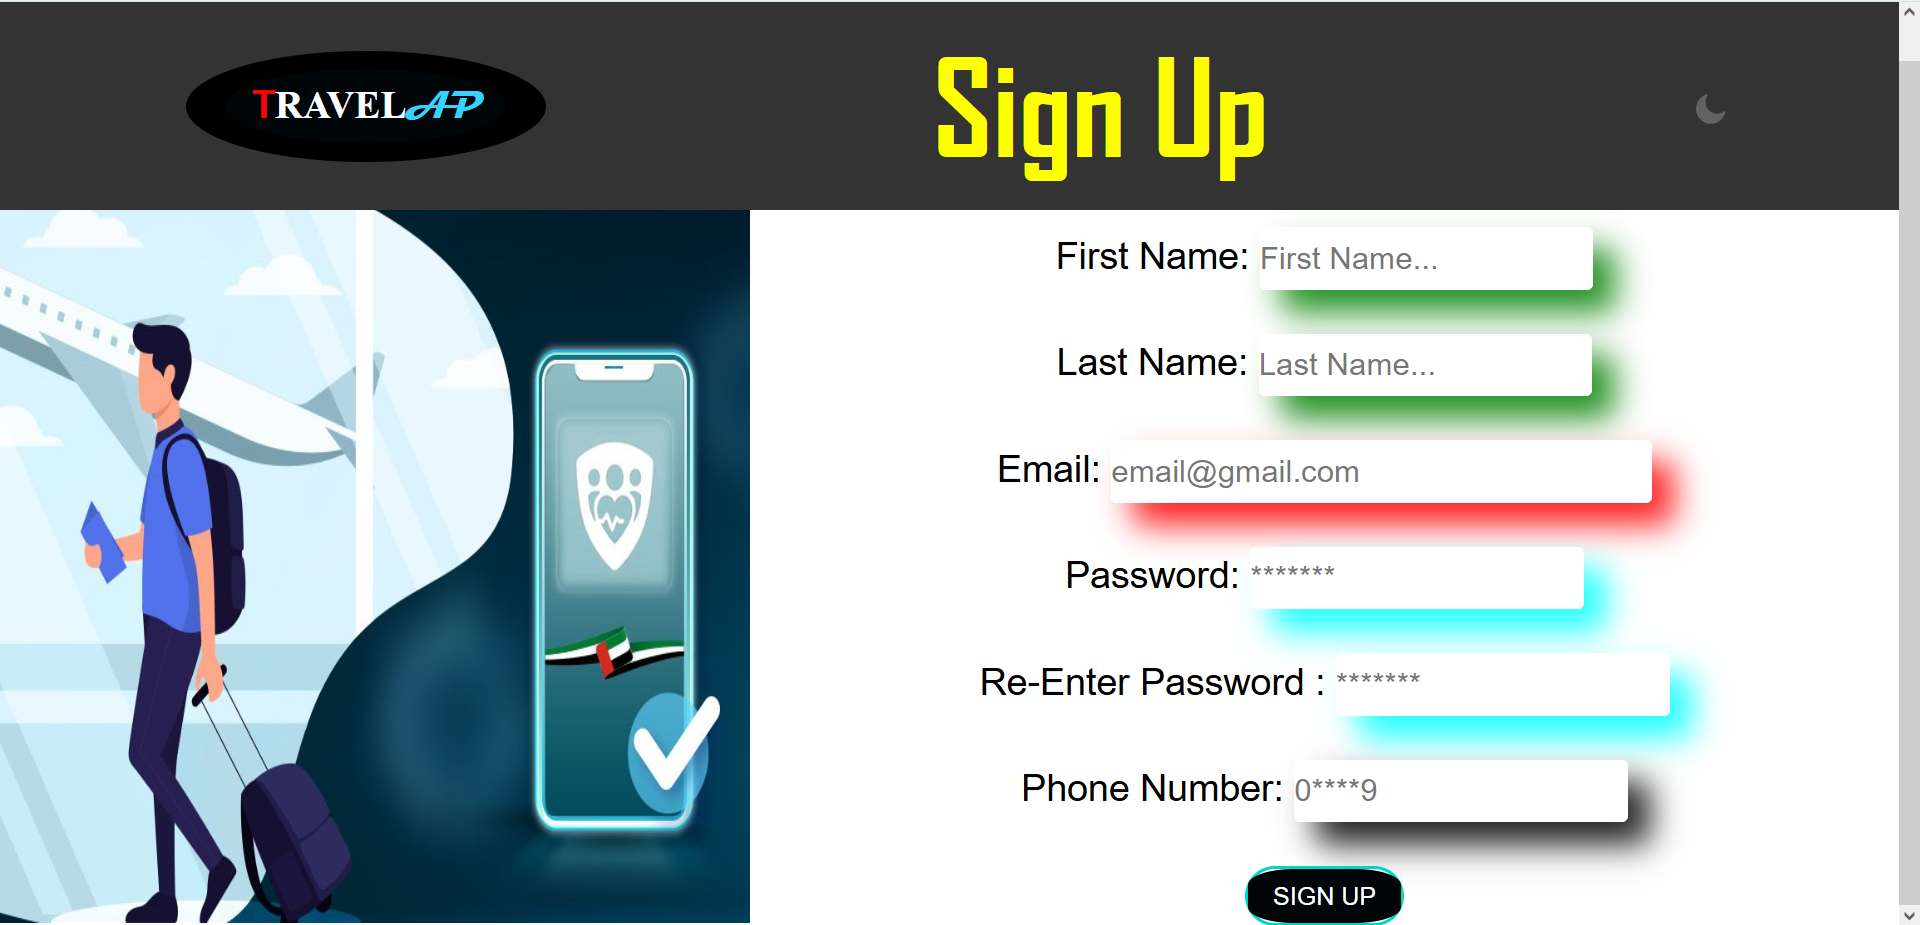 TRAVELAP
Sign Up
First Name: First Name...
Last Name: Last Name...
Email: email@gmail.com
Password: *******
Re-Enter Password : *******
Phone Number: 0****9
SIGN UP